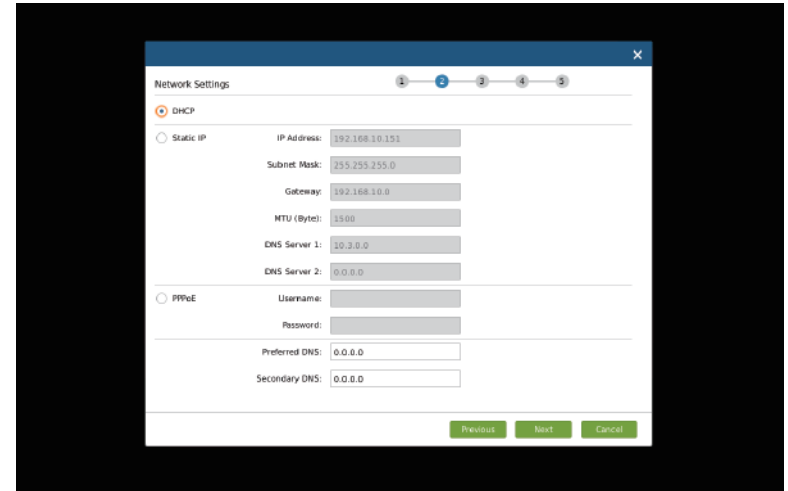 ×
Network Settings
1 2 3 4 5
DHCP
Static IP IP Address: 192.168.10.151
Subnet Mask: 255.255.255.0
Gateway: 192.168.10.0
MTU (Byte): 1500
DNS Server 1: 10.3.0.0
DNS Server 2: 0.0.0.0
PPPoE Username:
Password:
Preferred DNS: 0.0.0.0
Secondary DNS: 0.0.0.0
Previous Next Cancel